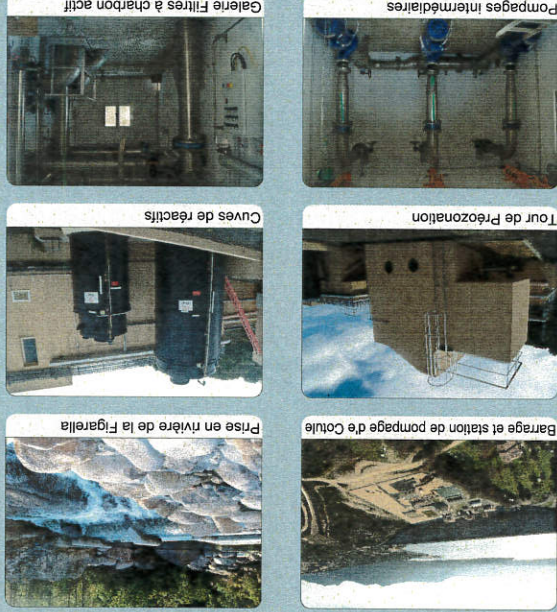 Barrage et station de pompage d'e Cotule
Prise en rivière de la Figarella
Tour de Préozonation
Cuves de réactifs
Pompages intermédiaires
Galerie Filtres à charbon actif